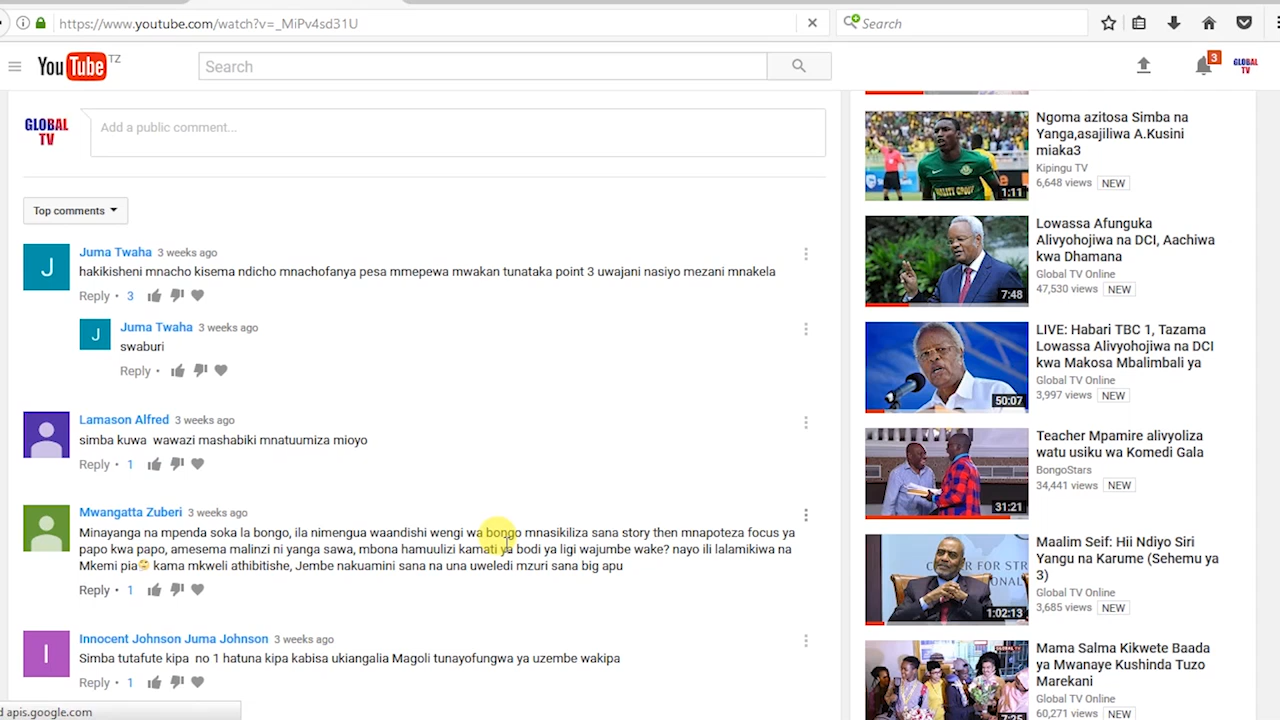 https://www.youtube.com/watch?v=_MiPv4sd31U
Search
YouTube TZ
Search
3
GLOBAL TV
GLOBAL TV
Add a public comment...
Top comments
J
Juma Twaha 3 weeks ago
hakikisheni mnacho kisema ndicho mnachofanya pesa mmepewa mwakan tunataka point 3 uwajani nasiyo mezani mnakela
Reply • 3
J
Juma Twaha 3 weeks ago
swaburi
Reply •
Lamason Alfred 3 weeks ago
simba kuwa wawazi mashabiki mnatuumiza mioyo
Reply • 1
Mwangatta Zuberi 3 weeks ago
Minayanga na mpenda soka la bongo, ila nimengua waandishi wengi wa bongo mnasikiliza sana story then mnapoteza focus ya
papo kwa papo, amesema malinzi ni yanga sawa, mbona hamuulizi kamati ya bodi ya ligi wajumbe wake? nayo ili lalamikiwa na
Mkemi pia kama mkweli athibitishe, Jembe nakuamini sana na una uweledi mzuri sana big apu
Reply • 1
I
Innocent Johnson Juma Johnson 3 weeks ago
Simba tutafute kipa no 1 hatuna kipa kabisa ukiangalia Magoli tunayofungwa ya uzembe wakipa
Reply • 1
d apis.google.com
1:11
Ngoma azitosa Simba na
Yanga,asajiliwa A.Kusini
miaka3
Kipingu TV
6,648 views NEW
7:48
Lowassa Afunguka
Alivyohojiwa na DCI, Aachiwa
kwa Dhamana
Global TV Online
47,530 views NEW
50:07
LIVE: Habari TBC 1, Tazama
Lowassa Alivyohojiwa na DCI
kwa Makosa Mbalimbali ya
Global TV Online
3,997 views NEW
31:21
Teacher Mpamire alivyoliza
watu usiku wa Komedi Gala
BongoStars
34,441 views NEW
1:02:13
Maalim Seif: Hii Ndiyo Siri
Yangu na Karume (Sehemu ya
3)
Global TV Online
3,685 views NEW
7:25
Mama Salma Kikwete Baada
ya Mwanaye Kushinda Tuzo
Marekani
Global TV Online
60,271 views NEW